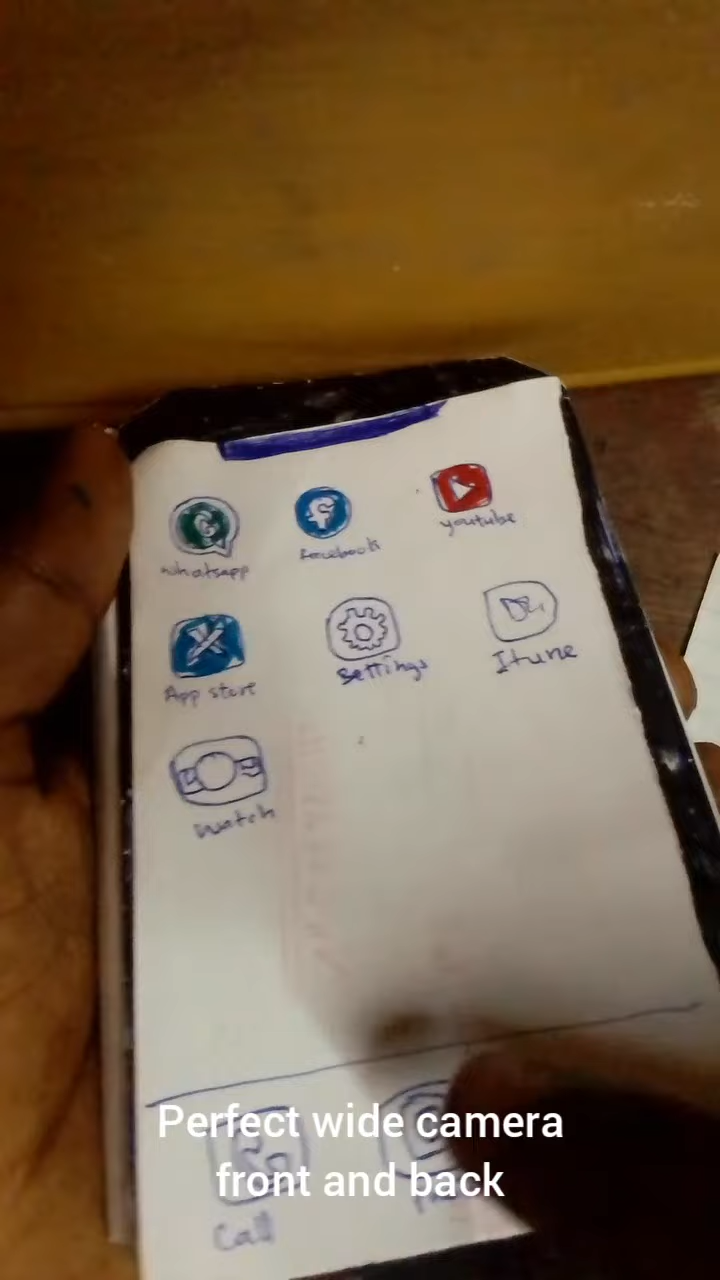 Whatsapp
facebook
youtube
App store
Settings
Itune
Watch
Perfect wide camera
front and back
Call